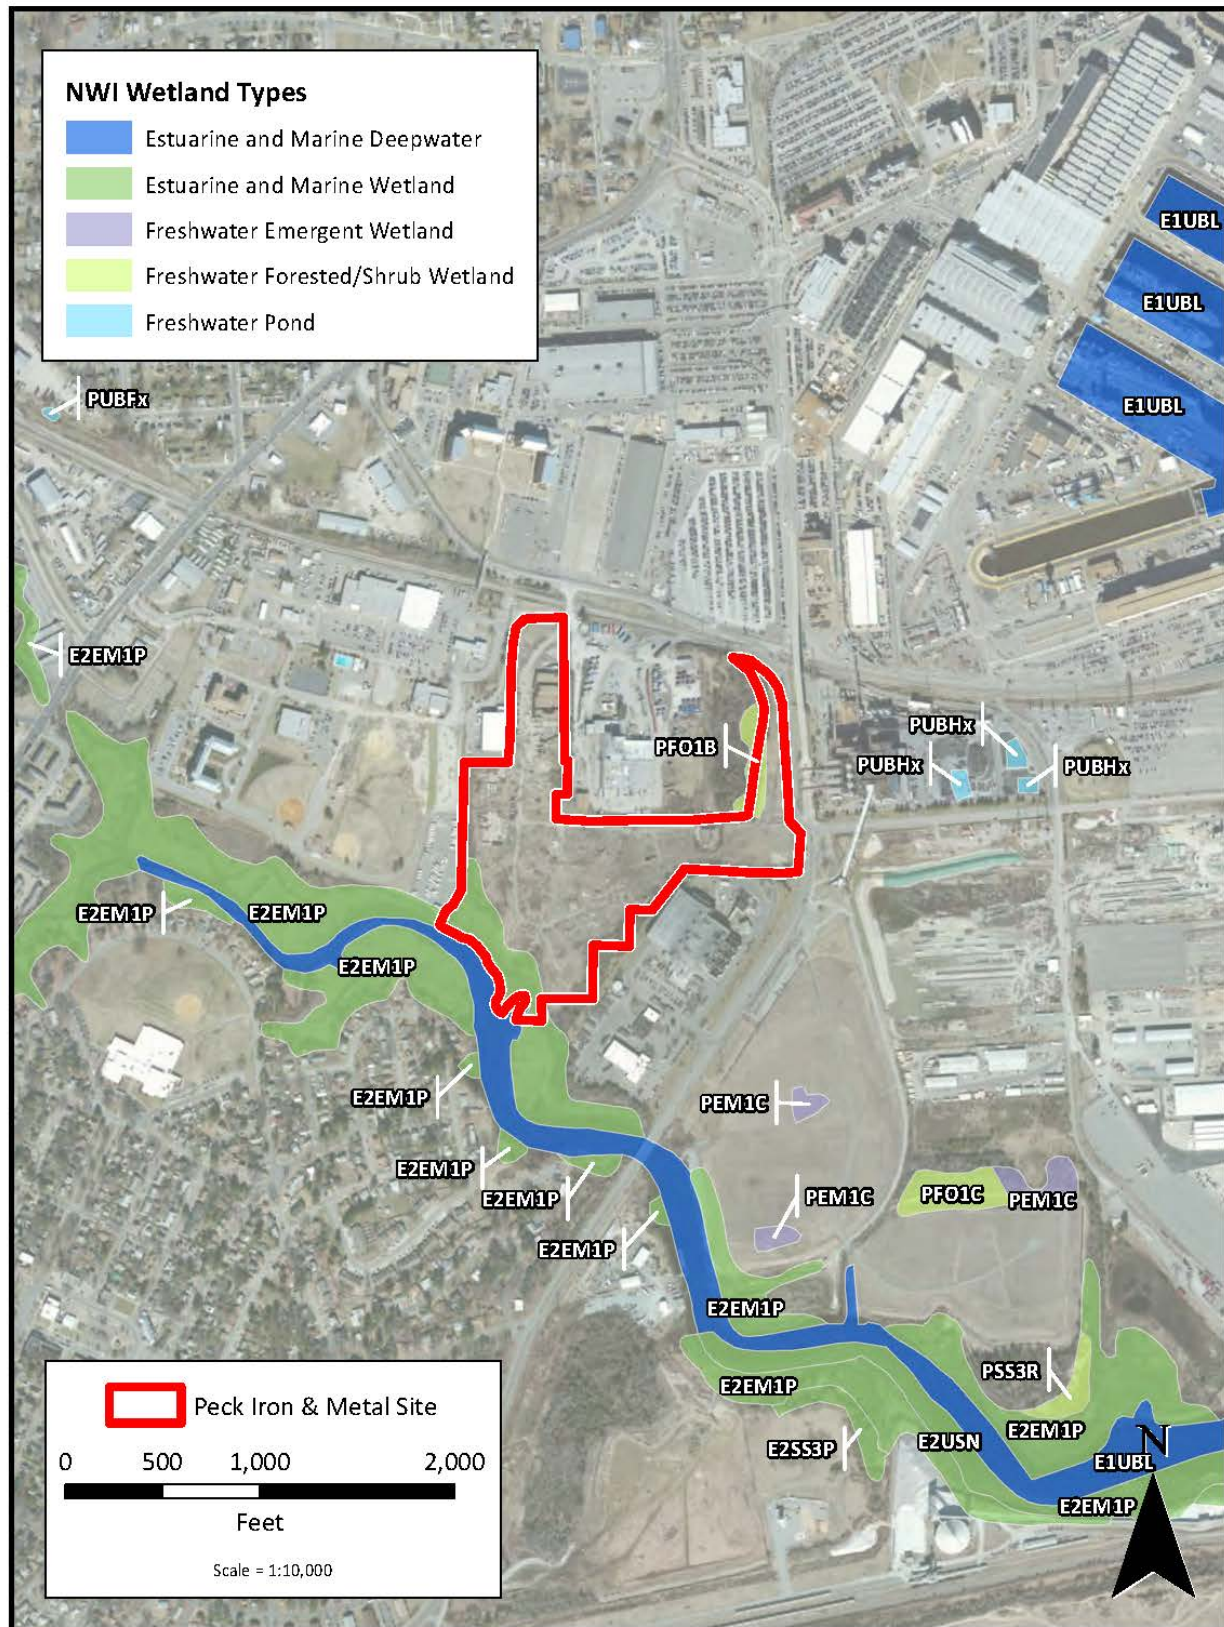 NWI Wetland Types
Estuarine and Marine Deepwater
Estuarine and Marine Wetland
Freshwater Emergent Wetland
Freshwater Forested/Shrub Wetland
Freshwater Pond
E1UBL
E1UBL
E1UBL
PUBFx
E2EM1P
PFO1B
PUBHx
PUBHx
PUBHx
E2EM1P
E2EM1P
E2EM1P
E2EM1P
PEM1C
E2EM1P
E2EM1P
PFO1C
PEM1C
PEM1C
E2EM1P
E2EM1P
PSS3R
E2EM1P
E2EM1P
E2SS3P
E2USN
N
E1UBL
E2EM1P
Peck Iron & Metal Site
0 500 1,000 2,000
Feet
Scale = 1:10,000